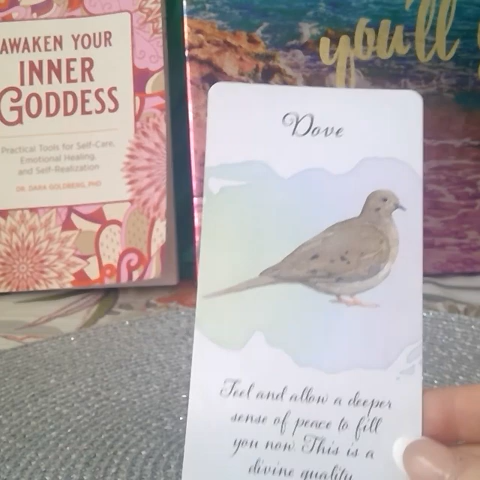 AWAKEN YOUR
INNER
GODDESS
Practical Tools for Self-Care,
Emotional Healing,
and Self-Realization
DR. DARA GOLDBERG, PHD
you'll
Dove
Feel and allow a deeper
sense of peace to fill
you now This is a
divine quality